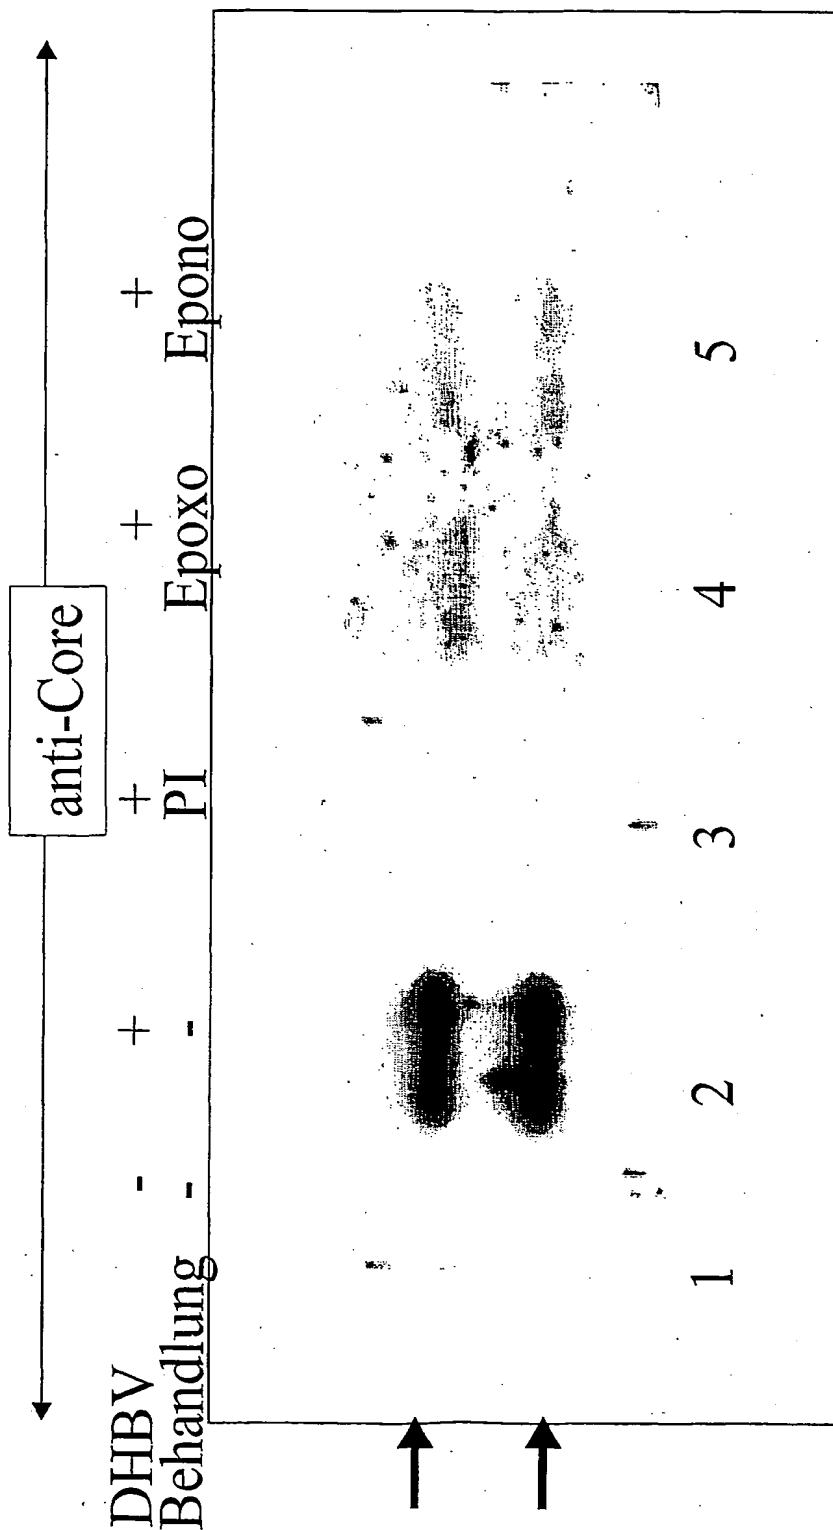 anti-Core
DHBV - + + + +
Behandlung - - PI Epoxo Epono
1 2 3 4 5